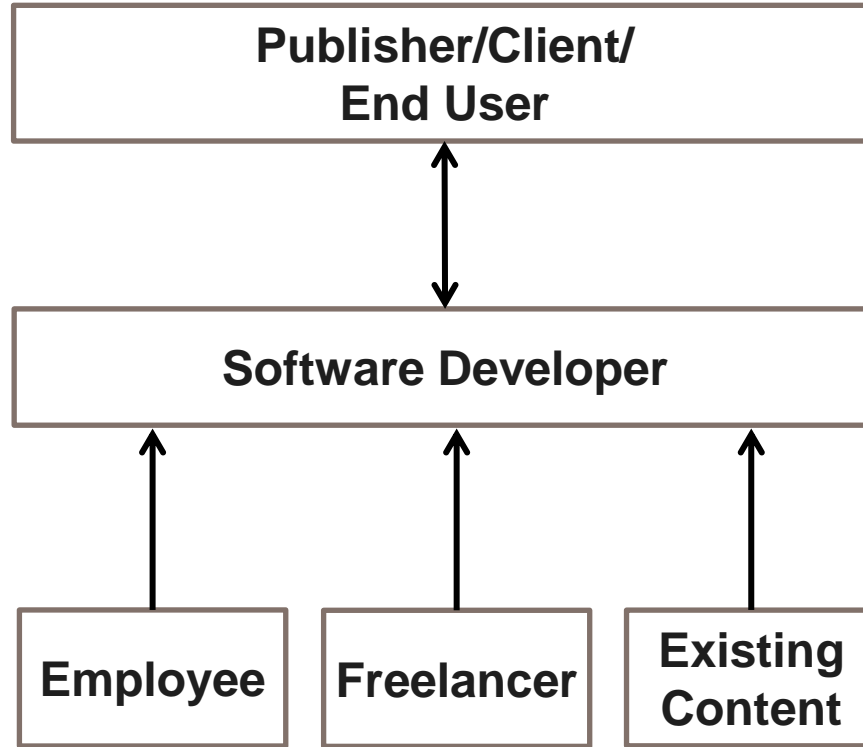 Publisher/Client/
End User
Software Developer
Employee
Freelancer
Existing
Content